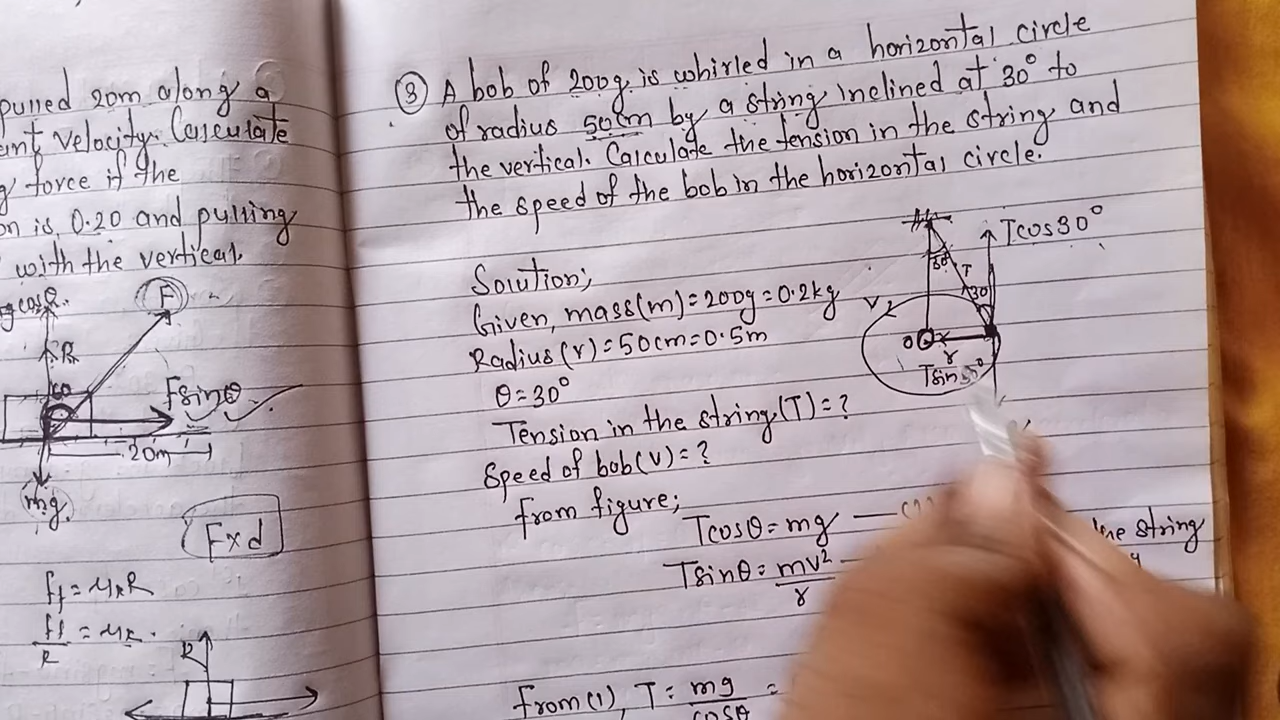 pulled 20m along a
velocity. Calculate
force if the
is 0.20 and pulling
with the vertical.
F
R
Fsinθ
20m
mg
F×d
= μkR
= μk.
R
R
③ A bob of 200g is whirled in a horizontal circle
of radius 50cm by a string inclined at 30° to
the vertical. Calculate the tension in the string and
the speed of the bob in the horizontal circle.
Tcos30°
30°
T
30
V
O
r
Tsin30°
Solution;
Given, mass(m)=200g=0.2kg
Radius(r)=50cm=0.5m
θ=30°
Tension in the string(T)=?
Speed of bob(v)=?
from figure;
Tcosθ=mg
Tsinθ=mv²/r
string
from(1), T=mg/cosθ =